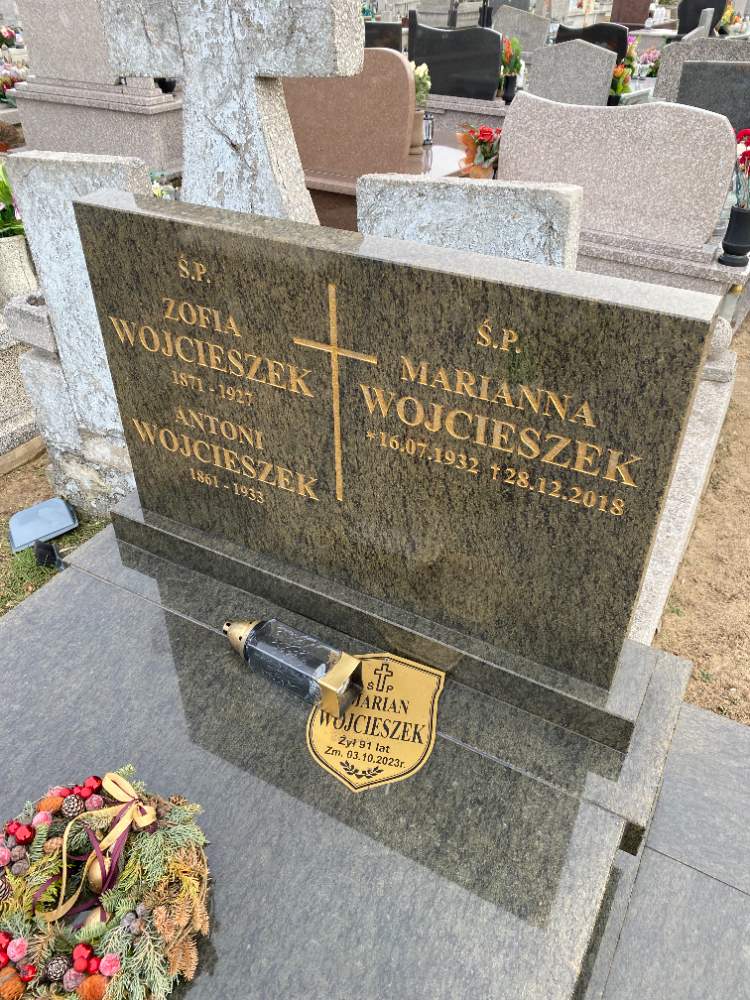 Ś.P.
ZOFIA
WOJCIESZEK
1871 - 1927
ANTONI
WOJCIESZEK
1861 - 1933
Ś.P.
MARIANNA
WOJCIESZEK
* 16.07.1932 † 28.12.2018
Ś P
MARIAN
WOJCIESZEK
Żył 91 lat
Zm. 03.10.2023r.